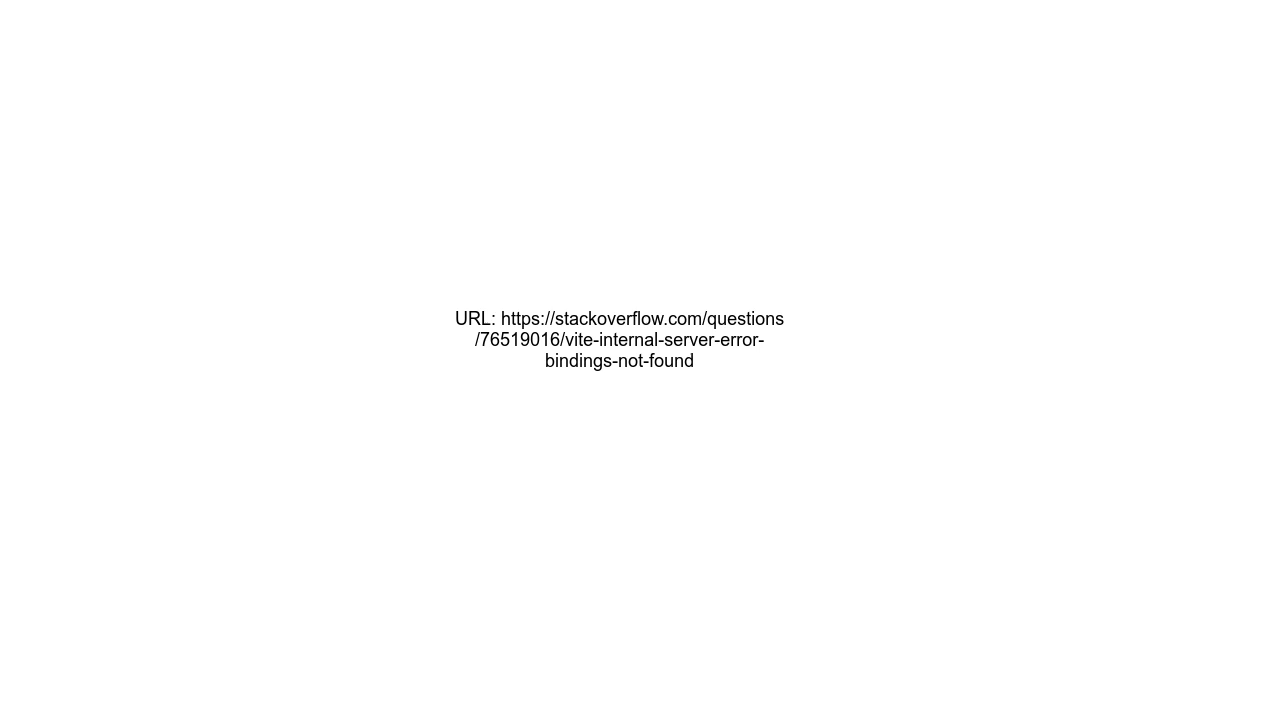 URL: https://stackoverflow.com/questions
/76519016/vite-internal-server-error-
bindings-not-found